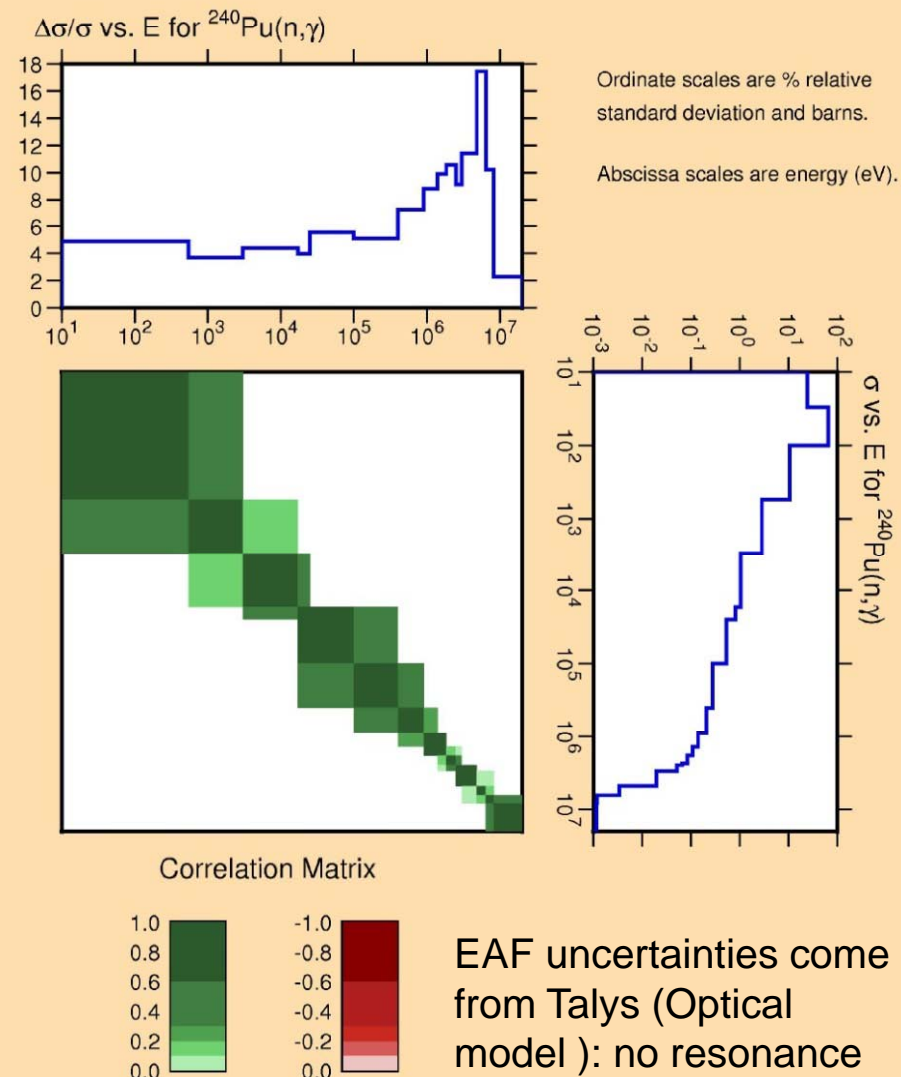 Δσ/σ vs. E for ²⁴⁰Pu(n,γ)
18
16
14
12
10
8
6
4
2
0
10¹ 10² 10³ 10⁴ 10⁵ 10⁶ 10⁷
Ordinate scales are % relative
standard deviation and barns.
Abscissa scales are energy (eV).
10⁻³ 10⁻² 10⁻¹ 10⁰ 10¹ 10²
10¹ 10² 10³ 10⁴ 10⁵ 10⁶ 10⁷
σ vs. E for ²⁴⁰Pu(n,γ)
Correlation Matrix
1.0
0.8
0.6
0.4
0.2
0.0
-1.0
-0.8
-0.6
-0.4
-0.2
0.0
EAF uncertainties come
from Talys (Optical
model ): no resonance